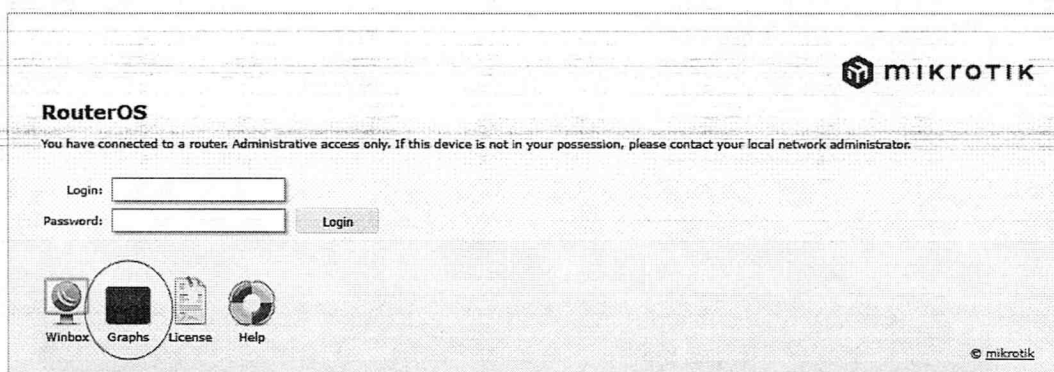 mikrotik
RouterOS
You have connected to a router. Administrative access only. If this device is not in your possession, please contact your local network administrator.
Login:
Password: Login
Winbox Graphs License Help
© mikrotik